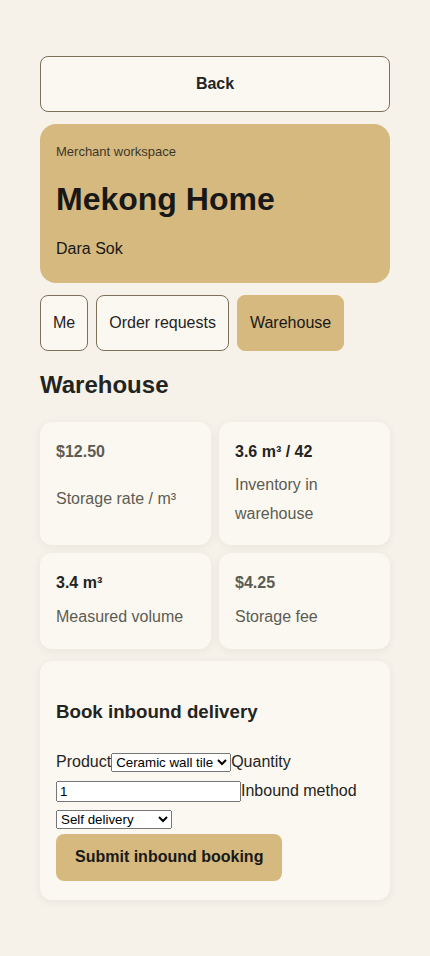 Back
Merchant workspace
Mekong Home
Dara Sok
Me
Order requests
Warehouse
Warehouse
$12.50
Storage rate / m³
3.6 m³ / 42
Inventory in
warehouse
3.4 m³
Measured volume
$4.25
Storage fee
Book inbound delivery
Product Ceramic wall tile Quantity
1 Inbound method
Self delivery
Submit inbound booking